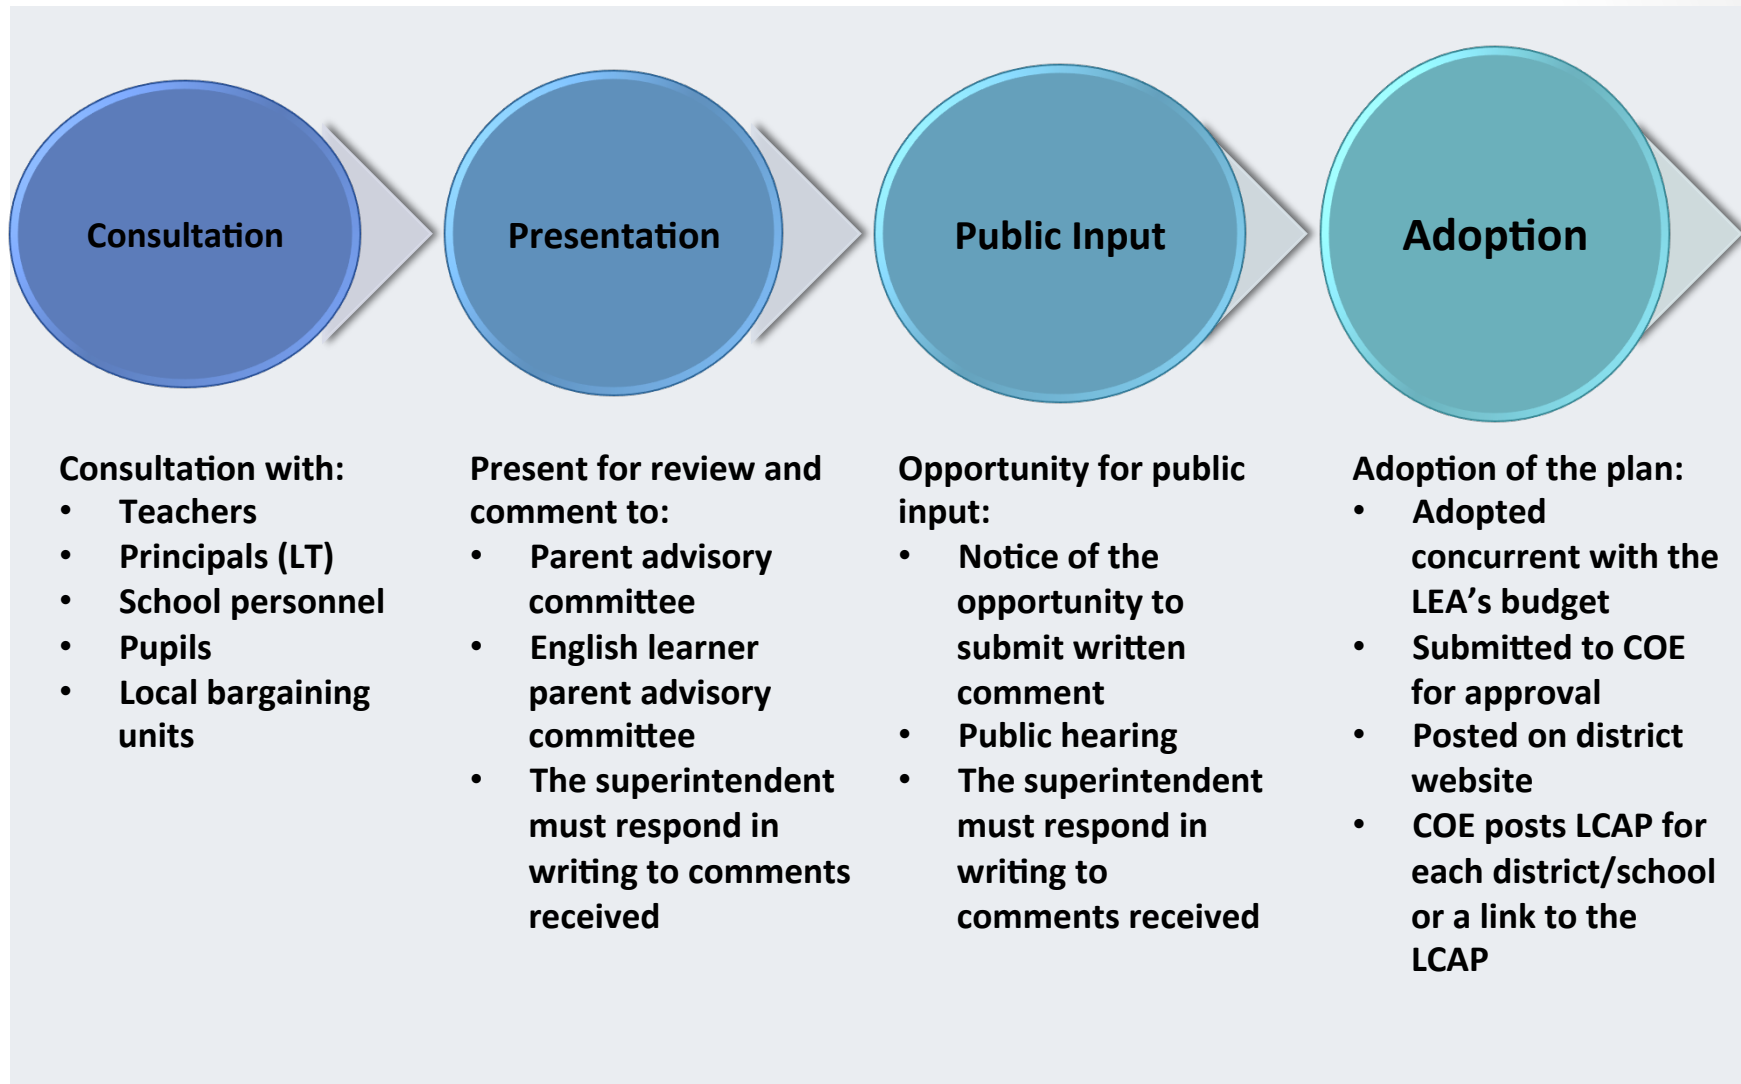 Consultation
Presentation
Public Input
Adoption
Consultation with:
• Teachers
• Principals (LT)
• School personnel
• Pupils
• Local bargaining
units
Present for review and
comment to:
• Parent advisory
committee
• English learner
parent advisory
committee
• The superintendent
must respond in
writing to comments
received
Opportunity for public
input:
• Notice of the
opportunity to
submit written
comment
• Public hearing
• The superintendent
must respond in
writing to
comments received
Adoption of the plan:
• Adopted
concurrent with the
LEA’s budget
• Submitted to COE
for approval
• Posted on district
website
• COE posts LCAP for
each district/school
or a link to the
LCAP